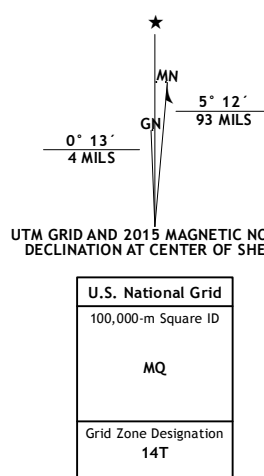 MN
GN
5° 12´
93 MILS
0° 13´
4 MILS
UTM GRID AND 2015 MAGNETIC NO
DECLINATION AT CENTER OF SHE
U.S. National Grid
100,000-m Square ID
MQ
Grid Zone Designation
14T